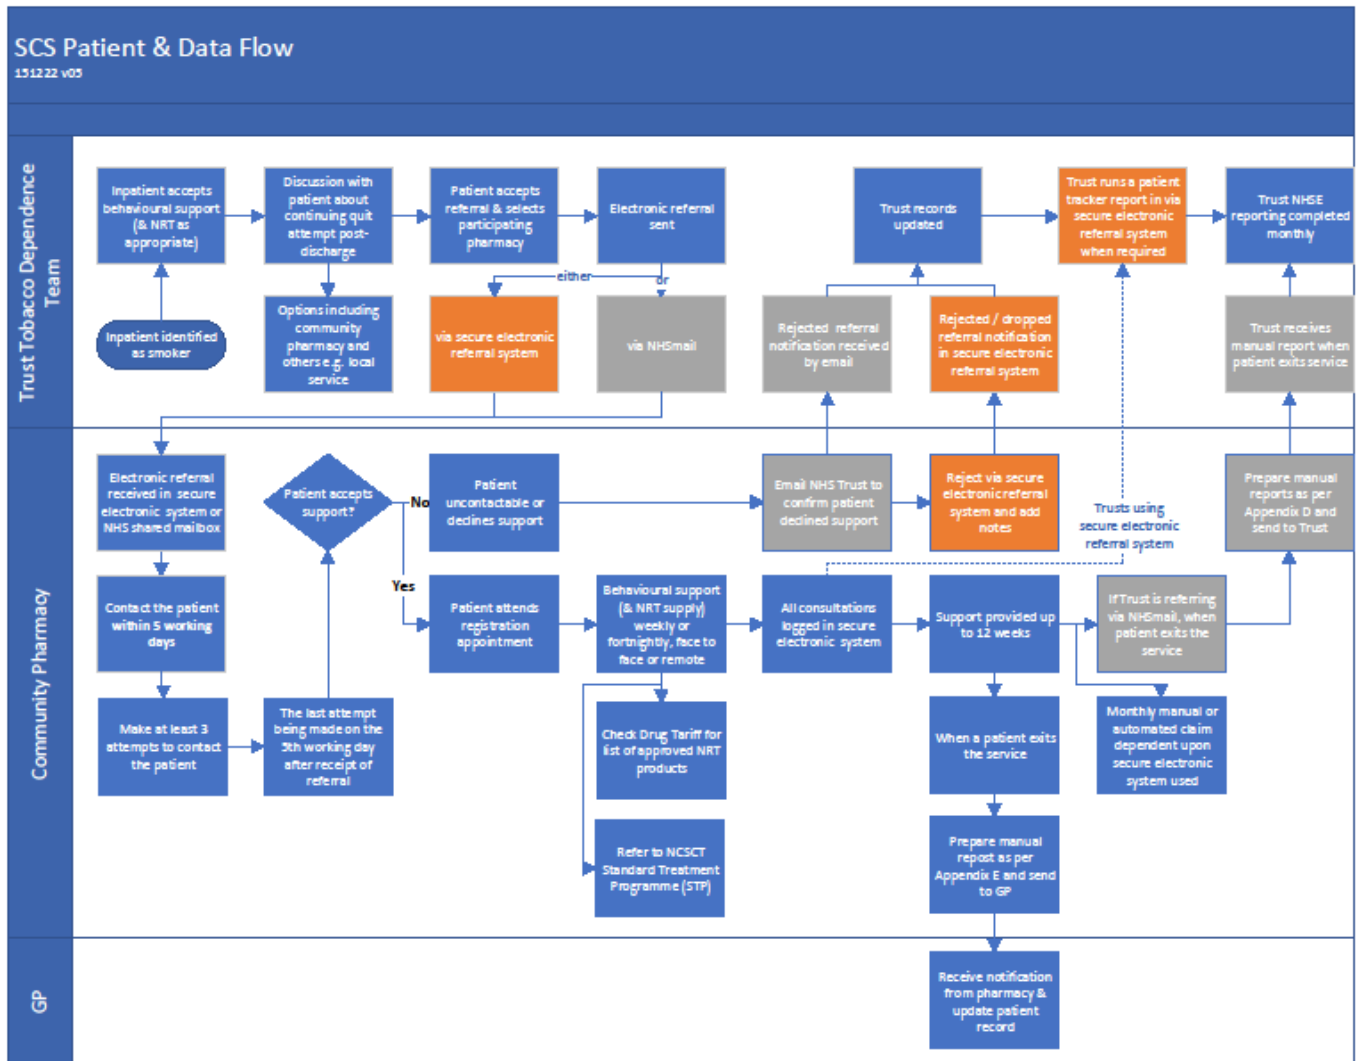 SCS Patient & Data Flow
151222 v05
Trust Tobacco Dependence
Team
Inpatient accepts
behavioural support
(& NRT as
appropriate)
Discussion with
patient about
continuing quit
attempt post-
discharge
Patient accepts
referral & selects
participating
pharmacy
Electronic referral
sent
Trust records
updated
Trust runs a patient
tracker report in via
secure electronic
referral system
when required
Trust NHSE
reporting completed
monthly
either
or
Inpatient identified
as smoker
Options including
community
pharmacy and
others e.g. local
service
via secure electronic
referral system
via NHSmail
Rejected referral
notification received
by email
Rejected / dropped
referral notification
in secure electronic
referral system
Trust receives
manual report when
patient exits service
Community Pharmacy
Electronic referral
received in secure
electronic system or
NHS shared mailbox
Patient accepts
support?
No
Patient
uncontactable or
declines support
Email NHS Trust to
confirm patient
declined support
Reject via secure
electronic referral
system and add
notes
Trusts using
secure electronic
referral system
Prepare manual
reports as per
Appendix D and
send to Trust
Yes
Contact the patient
within 5 working
days
Patient attends
registration
appointment
Behavioural support
(& NRT supply)
weekly or
fortnightly, face to
face or remote
All consultations
logged in secure
electronic system
Support provided up
to 12 weeks
If Trust is referring
via NHSmail, when
patient exits the
service
Make at least 3
attempts to contact
the patient
The last attempt
being made on the
5th working day
after receipt of
referral
Check Drug Tariff for
list of approved NRT
products
When a patient exits
the service
Monthly manual or
automated claim
dependent upon
secure electronic
system used
Refer to NCSCT
Standard Treatment
Programme (STP)
Prepare manual
repost as per
Appendix E and send
to GP
GP
Receive notification
from pharmacy &
update patient
record